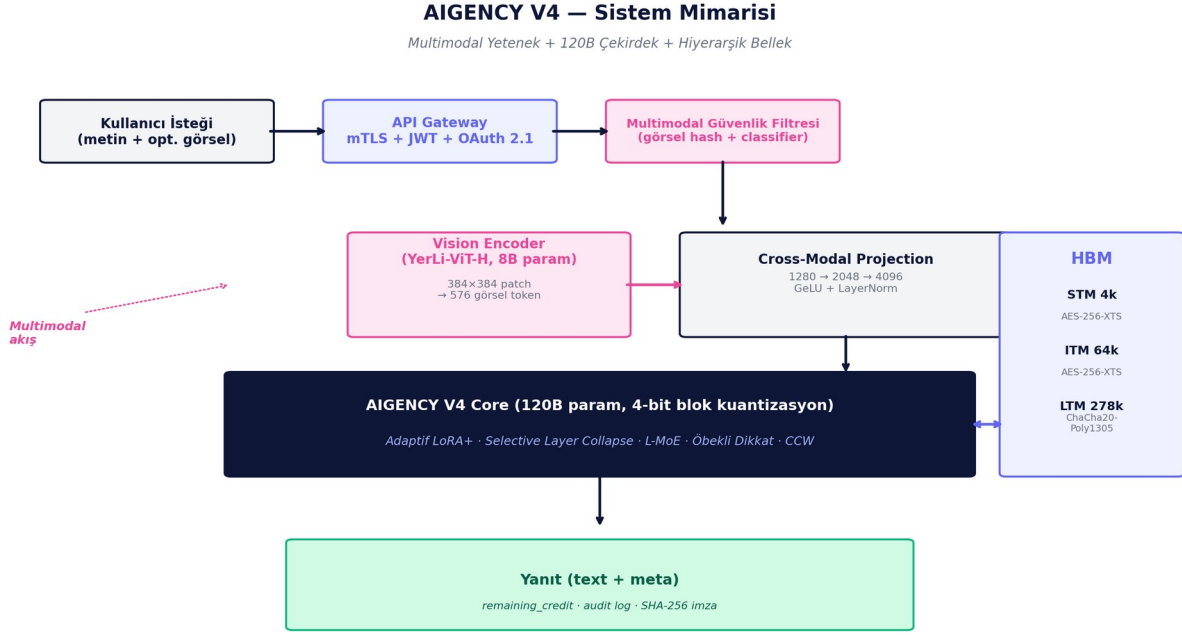 AIGENCY V4 — Sistem Mimarisi
Multimodal Yetenek + 120B Çekirdek + Hiyerarşik Bellek
Kullanıcı İsteği
(metin + opt. görsel)
API Gateway
mTLS + JWT + OAuth 2.1
Multimodal Güvenlik Filtresi
(görsel hash + classifier)
Vision Encoder
(YerLi-ViT-H, 8B param)
384×384 patch
→ 576 görsel token
Cross-Modal Projection
1280 → 2048 → 4096
GeLU + LayerNorm
HBM
STM 4k
AES-256-XTS
ITM 64k
AES-256-XTS
LTM 278k
ChaCha20-
Poly1305
Multimodal
akış
AIGENCY V4 Core (120B param, 4-bit blok kuantizasyon)
Adaptif LoRA+ · Selective Layer Collapse · L-MoE · Öbekli Dikkat · CCW
Yanıt (text + meta)
remaining_credit · audit log · SHA-256 imza